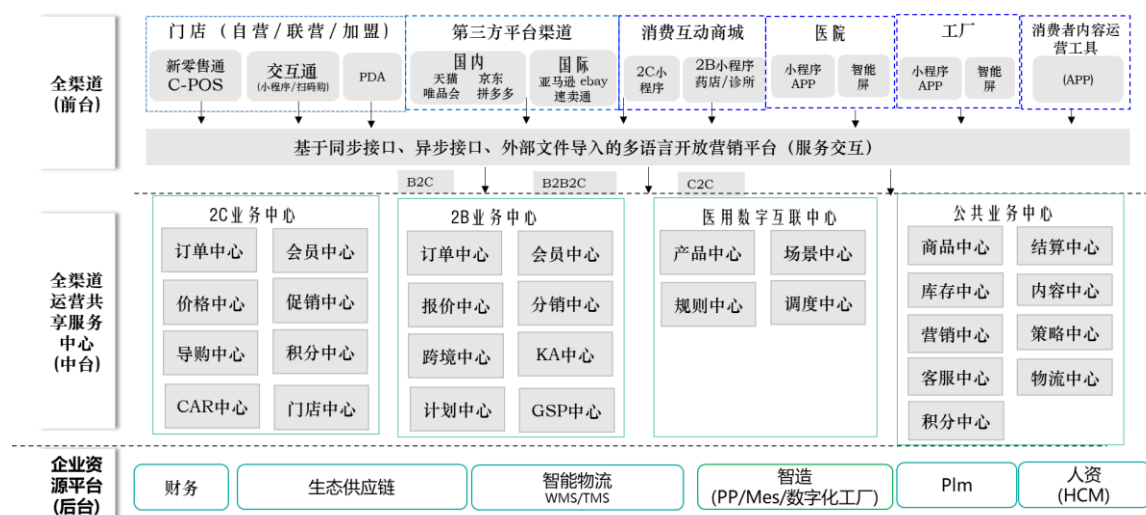 全渠道
(前台)
门店（自营/联营/加盟）
新零售通
C-POS
交互通
(小程序/扫码购)
PDA
第三方平台渠道
国内
天猫 京东
唯品会 拼多多
国际
亚马逊 ebay
速卖通
消费互动商城
2C小
程序
2B小程序
药店/诊所
医院
小程序
APP
智能
屏
工厂
小程序
APP
智能
屏
消费者内容运
营工具
(APP)
基于同步接口、异步接口、外部文件导入的多语言开放营销平台（服务交互）
B2C
B2B2C
C2C
全渠道
运营共
享服务
中心
(中台)
2C业务中心
订单中心 会员中心
价格中心 促销中心
导购中心 积分中心
CAR中心 门店中心
2B业务中心
订单中心 会员中心
报价中心 分销中心
跨境中心 KA中心
计划中心 GSP中心
医用数字互联中心
产品中心 场景中心
规则中心 调度中心
公共业务中心
商品中心 结算中心
库存中心 内容中心
营销中心 策略中心
客服中心 物流中心
积分中心
企业资
源平台
(后台)
财务
生态供应链
智能物流
WMS/TMS
智造
(PP/Mes/数字化工厂)
Plm
人资
(HCM)